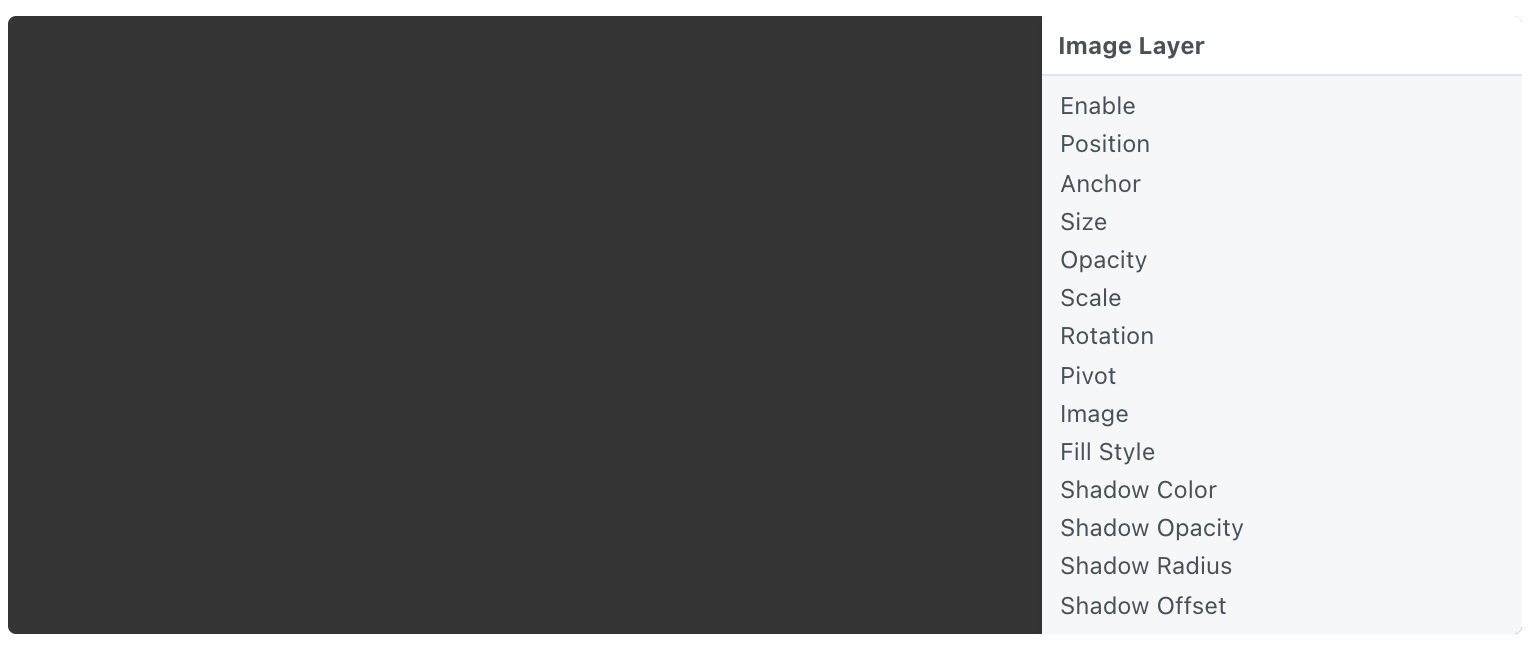 Image Layer
Enable
Position
Anchor
Size
Opacity
Scale
Rotation
Pivot
Image
Fill Style
Shadow Color
Shadow Opacity
Shadow Radius
Shadow Offset